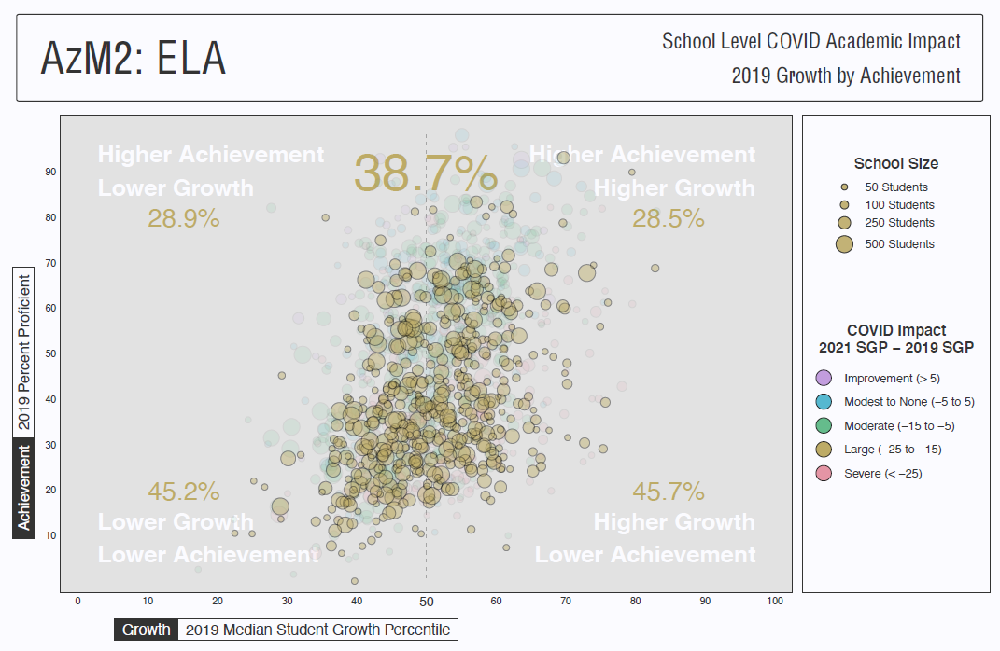 AzM2: ELA
School Level COVID Academic Impact
2019 Growth by Achievement
Higher Achievement
Lower Growth
28.9%
38.7%
Higher Achievement
Higher Growth
28.5%
45.2%
Lower Growth
Lower Achievement
45.7%
Higher Growth
Lower Achievement
90
80
70
60
50
40
30
20
10
Achievement 2019 Percent Proficient
0 10 20 30 40 50 60 70 80 90 100
Growth 2019 Median Student Growth Percentile
School Size
50 Students
100 Students
250 Students
500 Students
COVID Impact
2021 SGP − 2019 SGP
Improvement (> 5)
Modest to None (−5 to 5)
Moderate (−15 to −5)
Large (−25 to −15)
Severe (< −25)